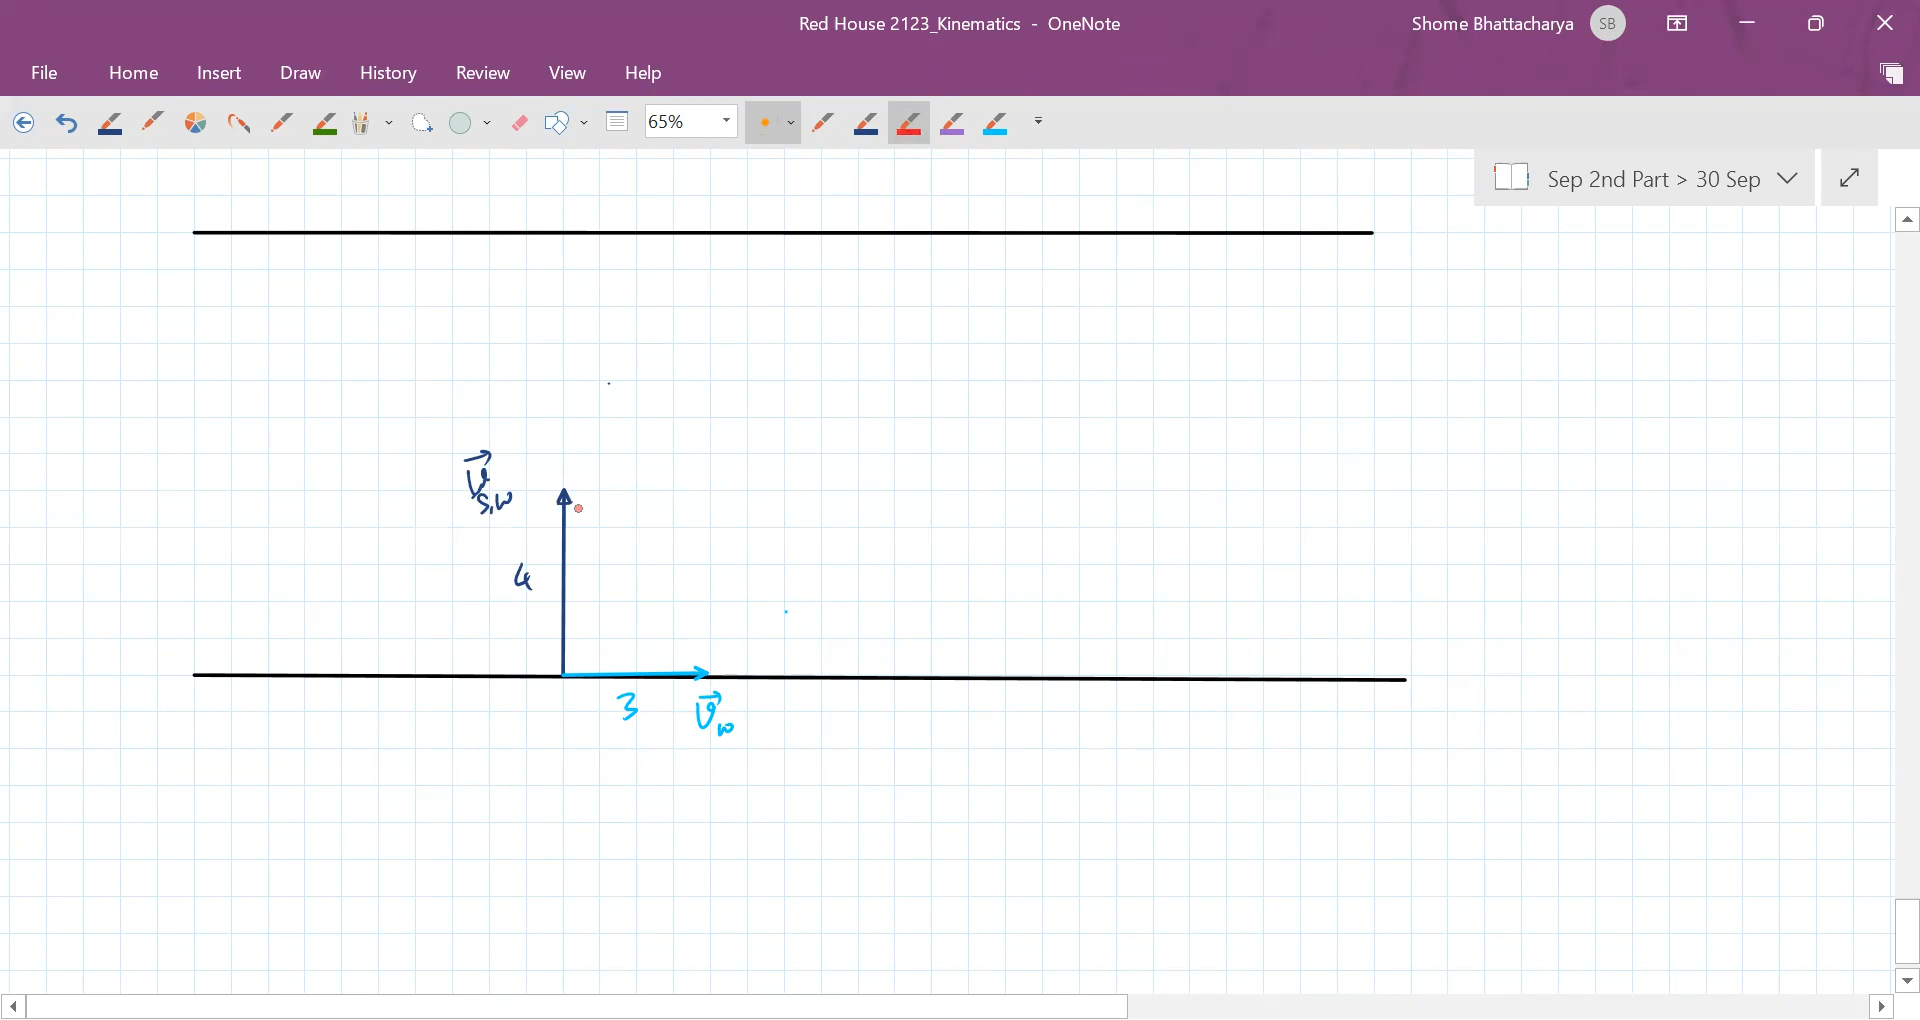 Red House 2123_Kinematics - OneNote
Shome Bhattacharya SB
File Home Insert Draw History Review View Help
65%
Sep 2nd Part > 30 Sep
V⃗ s,w
4
3 V⃗ w